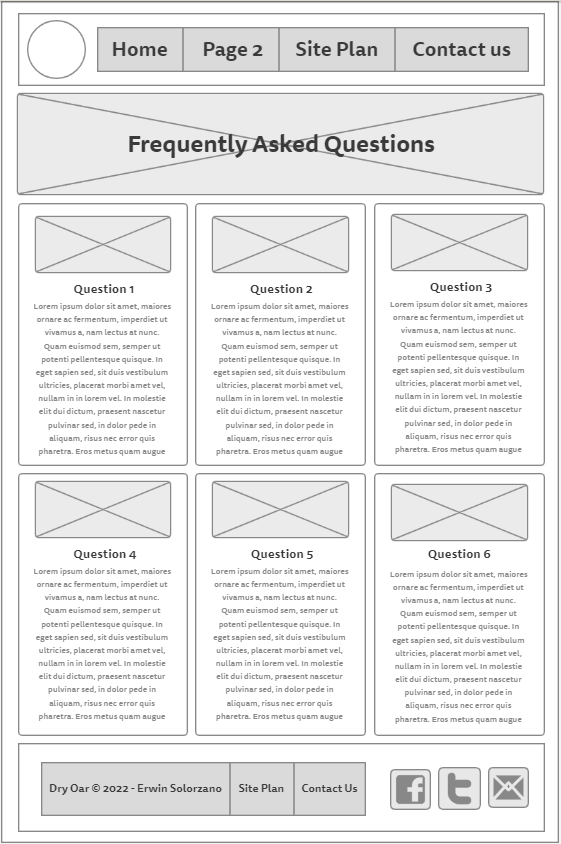 Home Page 2 Site Plan Contact us
Frequently Asked Questions
Question 1
Lorem ipsum dolor sit amet, maiores
ornare ac fermentum, imperdiet ut
vivamus a, nam lectus at nunc.
Quam euismod sem, semper ut
potenti pellentesque quisque. In
eget sapien sed, sit duis vestibulum
ultricies, placerat morbi amet vel,
nullam in in lorem vel. In molestie
elit dui dictum, praesent nascetur
pulvinar sed, in dolor pede in
aliquam, risus nec error quis
pharetra. Eros metus quam augue
Question 2
Lorem ipsum dolor sit amet, maiores
ornare ac fermentum, imperdiet ut
vivamus a, nam lectus at nunc.
Quam euismod sem, semper ut
potenti pellentesque quisque. In
eget sapien sed, sit duis vestibulum
ultricies, placerat morbi amet vel,
nullam in in lorem vel. In molestie
elit dui dictum, praesent nascetur
pulvinar sed, in dolor pede in
aliquam, risus nec error quis
pharetra. Eros metus quam augue
Question 3
Lorem ipsum dolor sit amet, maiores
ornare ac fermentum, imperdiet ut
vivamus a, nam lectus at nunc.
Quam euismod sem, semper ut
potenti pellentesque quisque. In
eget sapien sed, sit duis vestibulum
ultricies, placerat morbi amet vel,
nullam in in lorem vel. In molestie
elit dui dictum, praesent nascetur
pulvinar sed, in dolor pede in
aliquam, risus nec error quis
pharetra. Eros metus quam augue
Question 4
Lorem ipsum dolor sit amet, maiores
ornare ac fermentum, imperdiet ut
vivamus a, nam lectus at nunc.
Quam euismod sem, semper ut
potenti pellentesque quisque. In
eget sapien sed, sit duis vestibulum
ultricies, placerat morbi amet vel,
nullam in in lorem vel. In molestie
elit dui dictum, praesent nascetur
pulvinar sed, in dolor pede in
aliquam, risus nec error quis
pharetra. Eros metus quam augue
Question 5
Lorem ipsum dolor sit amet, maiores
ornare ac fermentum, imperdiet ut
vivamus a, nam lectus at nunc.
Quam euismod sem, semper ut
potenti pellentesque quisque. In
eget sapien sed, sit duis vestibulum
ultricies, placerat morbi amet vel,
nullam in in lorem vel. In molestie
elit dui dictum, praesent nascetur
pulvinar sed, in dolor pede in
aliquam, risus nec error quis
pharetra. Eros metus quam augue
Question 6
Lorem ipsum dolor sit amet, maiores
ornare ac fermentum, imperdiet ut
vivamus a, nam lectus at nunc.
Quam euismod sem, semper ut
potenti pellentesque quisque. In
eget sapien sed, sit duis vestibulum
ultricies, placerat morbi amet vel,
nullam in in lorem vel. In molestie
elit dui dictum, praesent nascetur
pulvinar sed, in dolor pede in
aliquam, risus nec error quis
pharetra. Eros metus quam augue
Dry Oar © 2022 - Erwin Solorzano Site Plan Contact Us